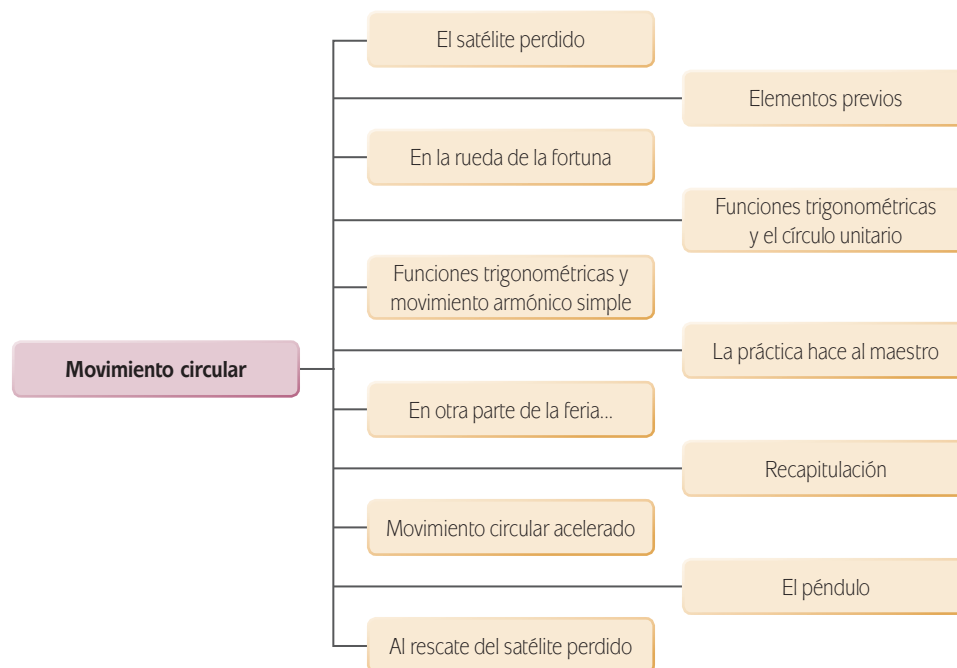 El satélite perdido
Elementos previos
En la rueda de la fortuna
Funciones trigonométricas
y el círculo unitario
Funciones trigonométricas y
movimiento armónico simple
La práctica hace al maestro
Movimiento circular
En otra parte de la feria...
Recapitulación
Movimiento circular acelerado
El péndulo
Al rescate del satélite perdido